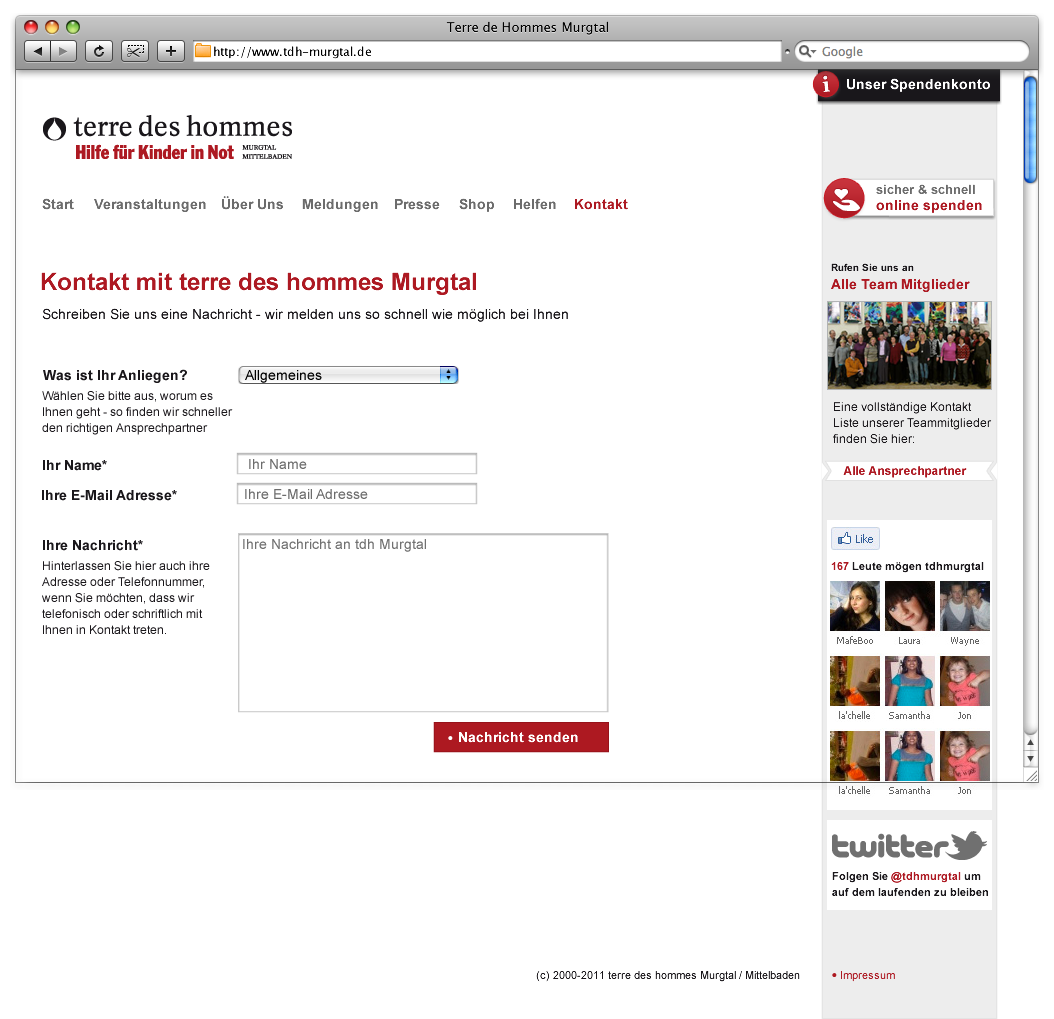 Terre de Hommes Murgtal
http://www.tdh-murgtal.de
Google
Unser Spendenkonto
terre des hommes
Hilfe für Kinder in Not
MURGTAL
MITTELBADEN
Start Veranstaltungen Über Uns Meldungen Presse Shop Helfen Kontakt
sicher & schnell
online spenden
Kontakt mit terre des hommes Murgtal
Schreiben Sie uns eine Nachricht - wir melden uns so schnell wie möglich bei Ihnen
Was ist Ihr Anliegen?
Allgemeines
Wählen Sie bitte aus, worum es
Ihnen geht - so finden wir schneller
den richtigen Ansprechpartner
Ihr Name*
Ihr Name
Ihre E-Mail Adresse*
Ihre E-Mail Adresse
Ihre Nachricht*
Ihre Nachricht an tdh Murgtal
Hinterlassen Sie hier auch ihre
Adresse oder Telefonnummer,
wenn Sie möchten, dass wir
telefonisch oder schriftlich mit
Ihnen in Kontakt treten.
• Nachricht senden
Rufen Sie uns an
Alle Team Mitglieder
Eine vollständige Kontakt
Liste unserer Teammitglieder
finden Sie hier:
Alle Ansprechpartner
Like
167 Leute mögen tdhmurgtal
MafeBoo Laura Wayne
la'chelle Samantha Jon
la'chelle Samantha Jon
twitter
Folgen Sie @tdhmurgtal um
auf dem laufenden zu bleiben
(c) 2000-2011 terre des hommes Murgtal / Mittelbaden
• Impressum